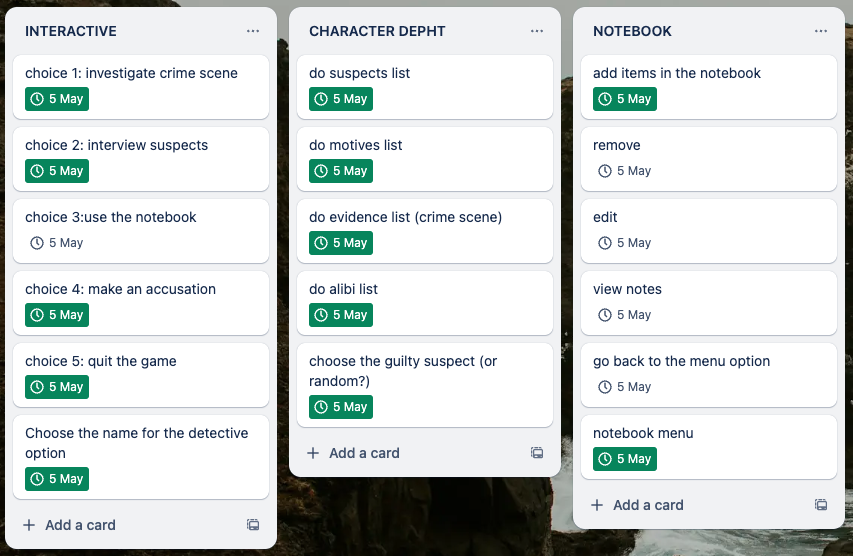 INTERACTIVE
choice 1: investigate crime scene
5 May
choice 2: interview suspects
5 May
choice 3:use the notebook
5 May
choice 4: make an accusation
5 May
choice 5: quit the game
5 May
Choose the name for the detective
option
5 May
Add a card
CHARACTER DEPHT
do suspects list
5 May
do motives list
5 May
do evidence list (crime scene)
5 May
do alibi list
5 May
choose the guilty suspect (or
random?)
5 May
Add a card
NOTEBOOK
add items in the notebook
5 May
remove
5 May
edit
5 May
view notes
5 May
go back to the menu option
5 May
notebook menu
5 May
Add a card